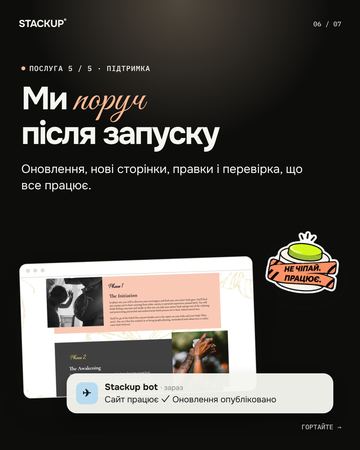 STACKUP®
06 / 07
ПОСЛУГА 5 / 5 · ПІДТРИМКА
Ми поруч
після запуску
Оновлення, нові сторінки, правки і перевірка, що
все працює.
НЕ ЧІПАЙ.
ПРАЦЮЄ.
Phase 1
The Initiation
Phase 2
The Awakening
Stackup bot · зараз
Сайт працює ✓ Оновлення опубліковано
ГОРТАЙТЕ →